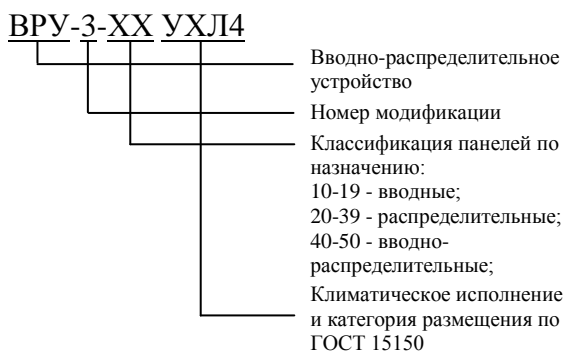 ВРУ-3-ХХ УХЛ4
Вводно-распределительное
устройство
Номер модификации
Классификация панелей по
назначению:
10-19 - вводные;
20-39 - распределительные;
40-50 - вводно-
распределительные;
Климатическое исполнение
и категория размещения по
ГОСТ 15150